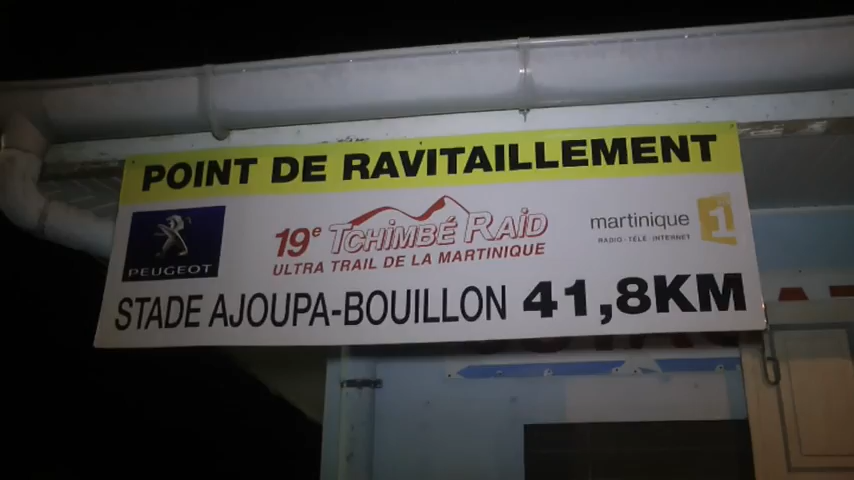 POINT DE RAVITAILLEMENT
PEUGEOT
19e TCHIMBÉ RAID
ULTRA TRAIL DE LA MARTINIQUE
martinique 1
RADIO - TÉLÉ - INTERNET
STADE AJOUPA-BOUILLON 41,8KM